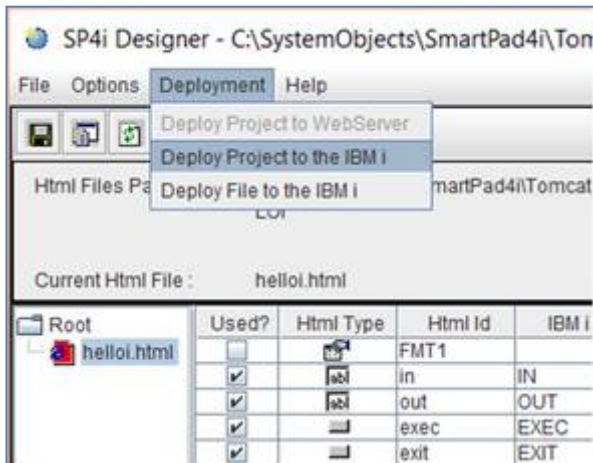 SP4i Designer - C:\SystemObjects\SmartPad4i\Tom
File Options Deployment Help
Deploy Project to WebServer
Deploy Project to the IBM i
Deploy File to the IBM i
Html Files Pa
martPad4i\Tomcat
Current Html File : helloi.html
Root
helloi.html
Used? Html Type Html Id IBM i
FMT1
in IN
out OUT
exec EXEC
exit EXIT